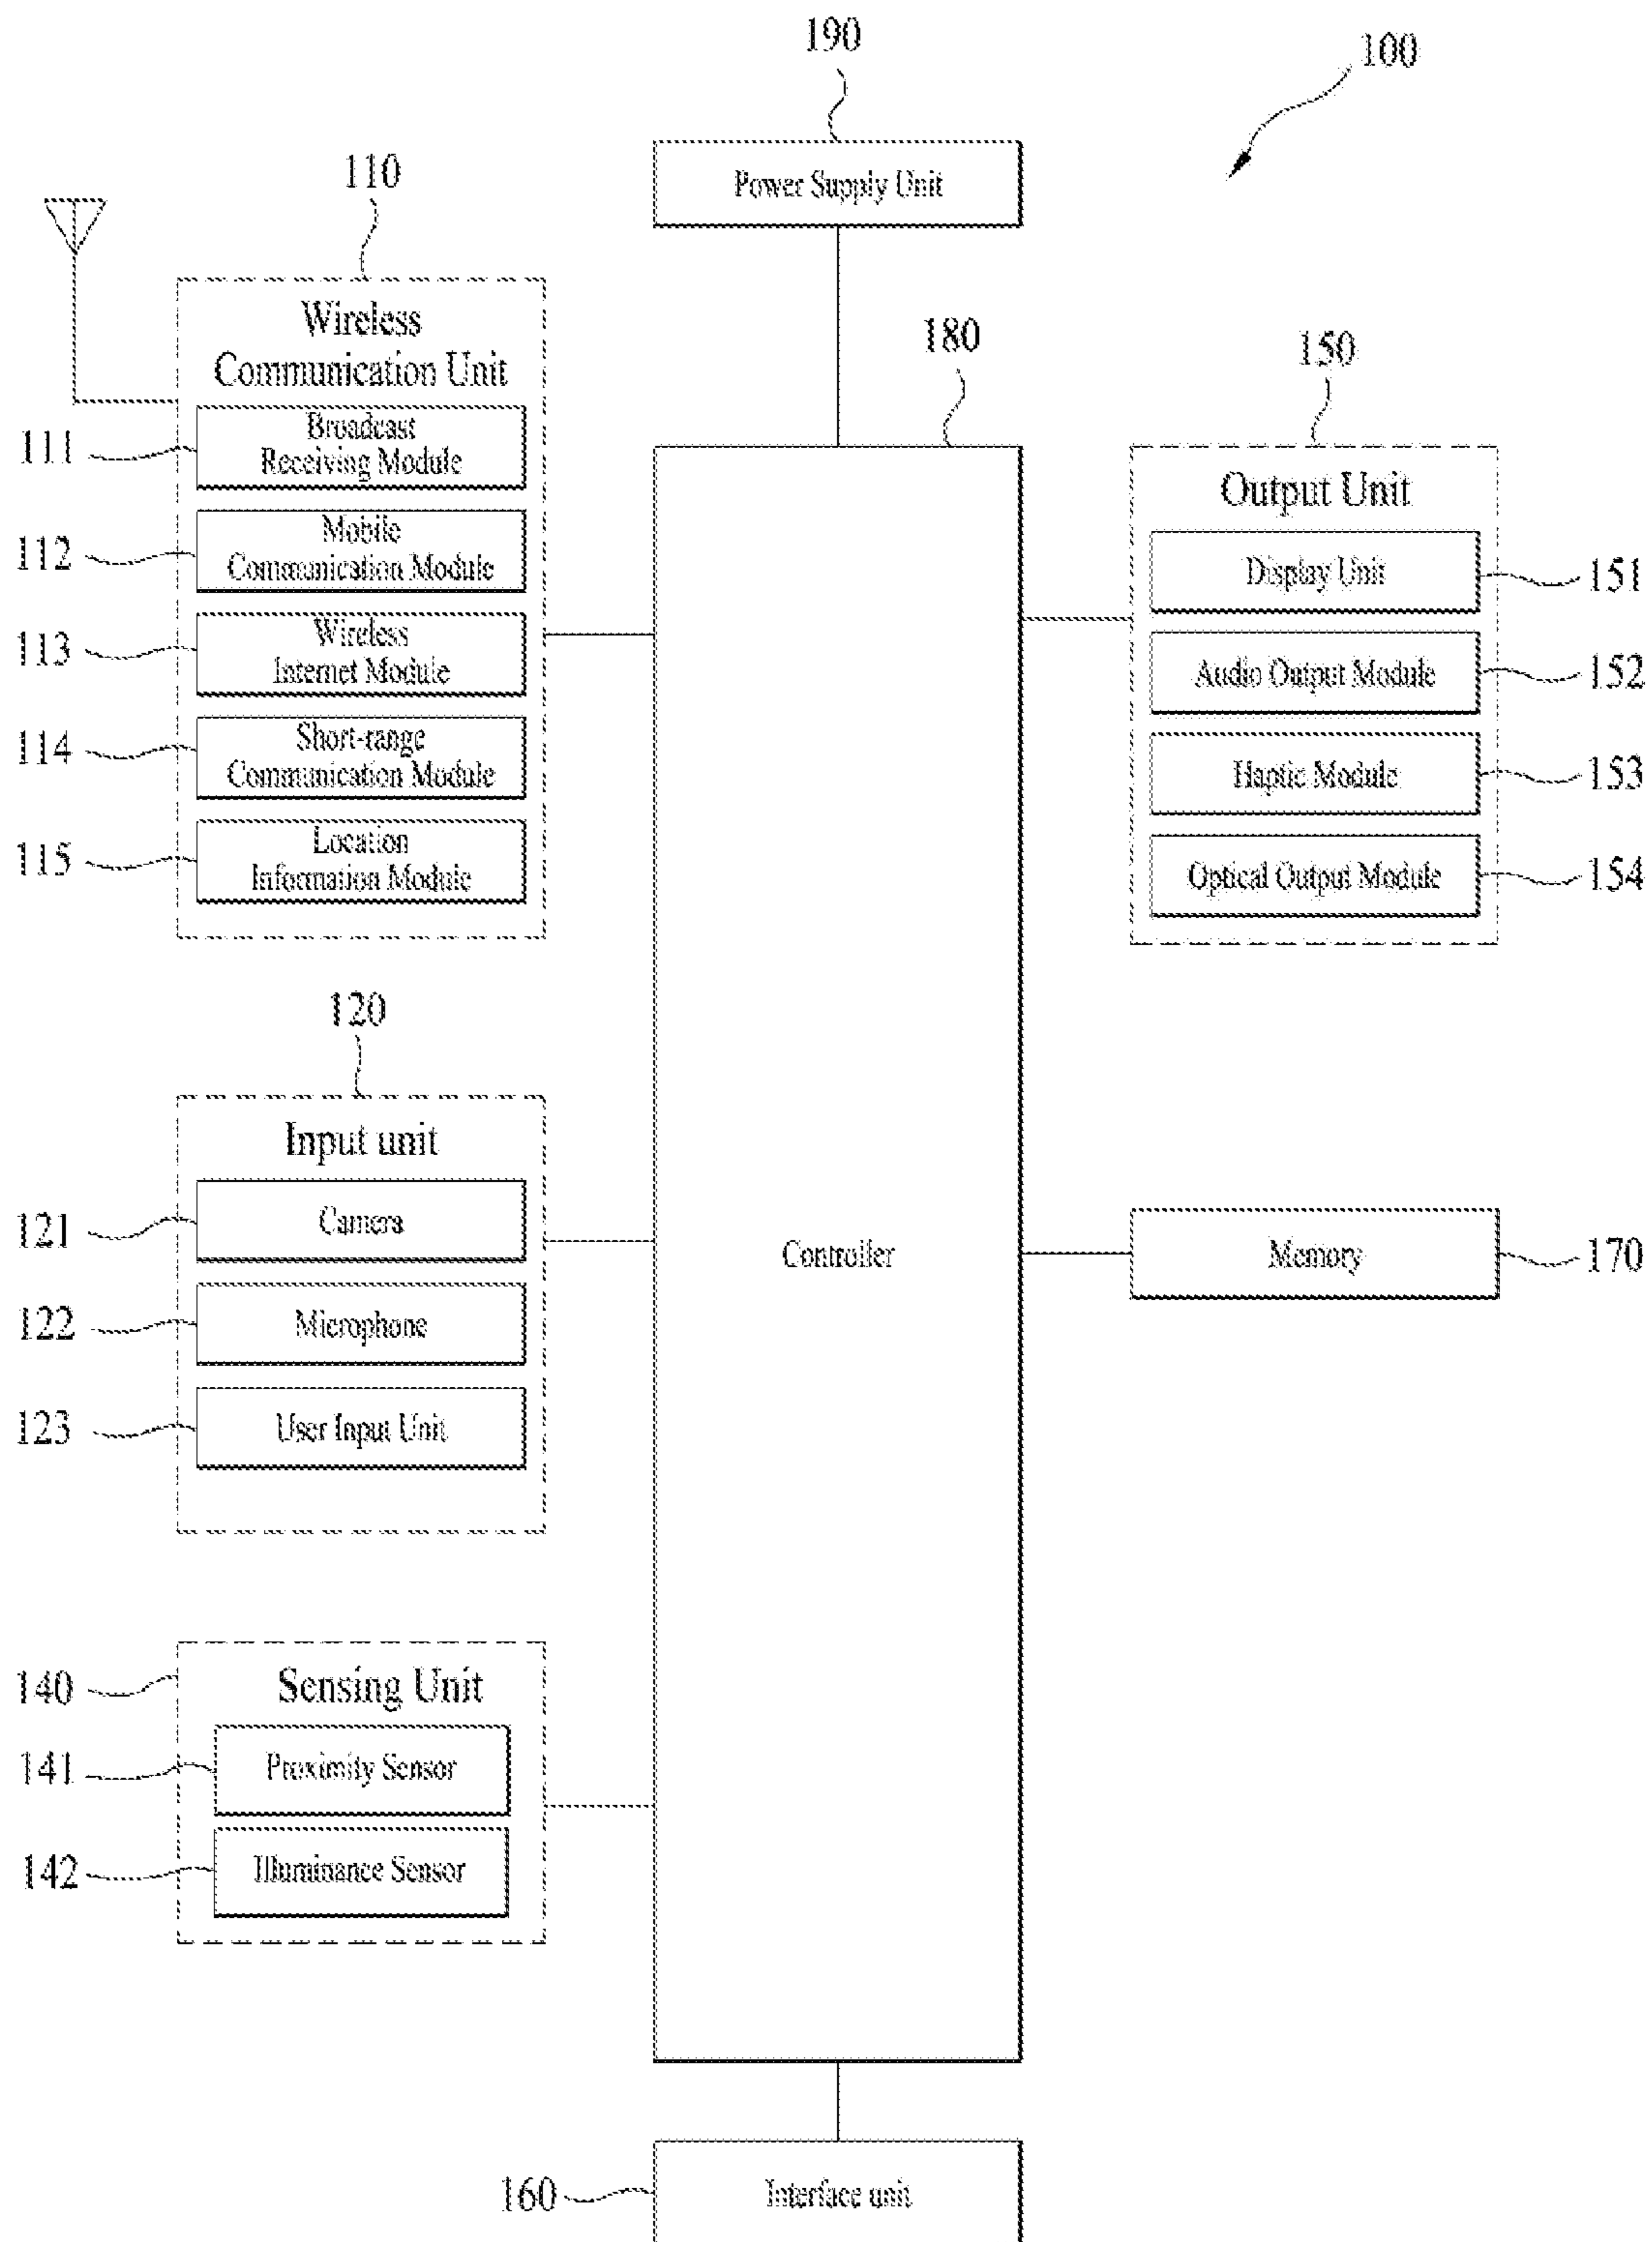 190
100
Power Supply Unit
110
Wireless
Communication Unit
111
Broadcast
Receiving Module
112
Mobile
Communication Module
113
Wireless
Internet Module
114
Short-range
Communication Module
115
Location
Information Module
180
Controller
150
Output Unit
Display Unit
151
Audio Output Module
152
Haptic Module
153
Optical Output Module
154
120
Input unit
121
Camera
122
Microphone
123
User Input Unit
Memory
170
140
Sensing Unit
141
Proximity Sensor
142
Illuminance Sensor
160
Interface unit